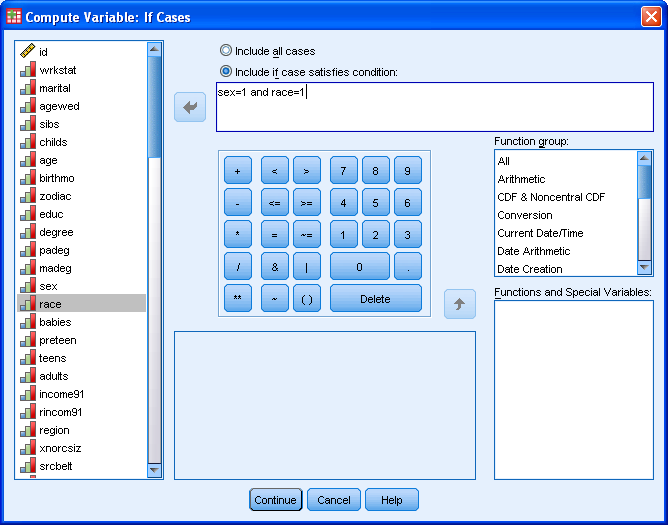 Compute Variable: If Cases
id
wrkstat
marital
agewed
sibs
childs
age
birthmo
zodiac
educ
degree
padeg
madeg
sex
race
babies
preteen
teens
adults
income91
rincom91
region
xnorcsiz
srcbelt
Include all cases
Include if case satisfies condition:
sex=1 and race=1
+ < > 7 8 9
- <= >= 4 5 6
* = ~= 1 2 3
/ & | 0 .
** ~ ( ) Delete
Function group:
All
Arithmetic
CDF & Noncentral CDF
Conversion
Current Date/Time
Date Arithmetic
Date Creation
Functions and Special Variables:
Continue Cancel Help